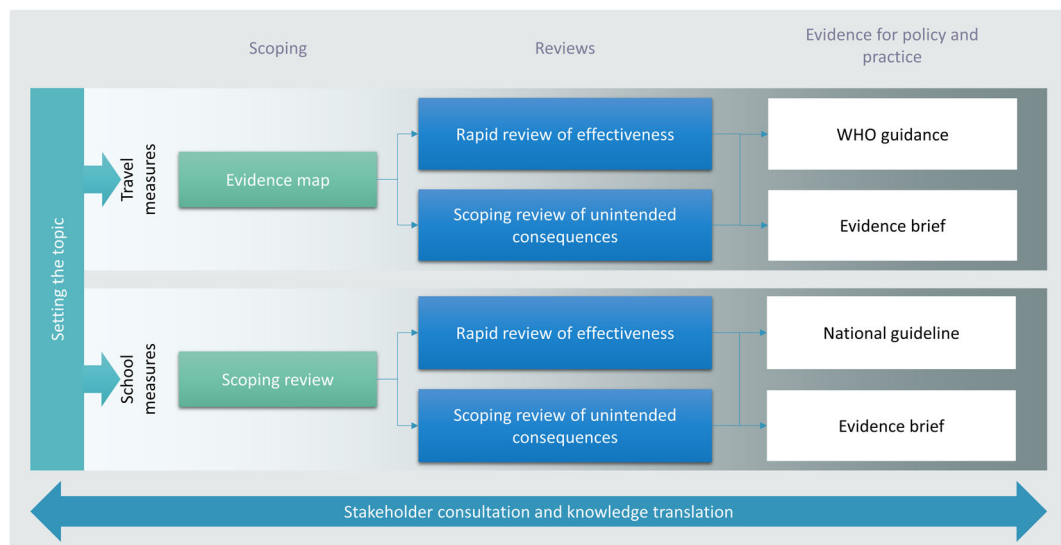 Scoping
Reviews
Evidence for policy and
practice
Setting the topic
Travel
measures
Evidence map
Rapid review of effectiveness
Scoping review of unintended
consequences
WHO guidance
Evidence brief
School
measures
Scoping review
Rapid review of effectiveness
Scoping review of unintended
consequences
National guideline
Evidence brief
Stakeholder consultation and knowledge translation